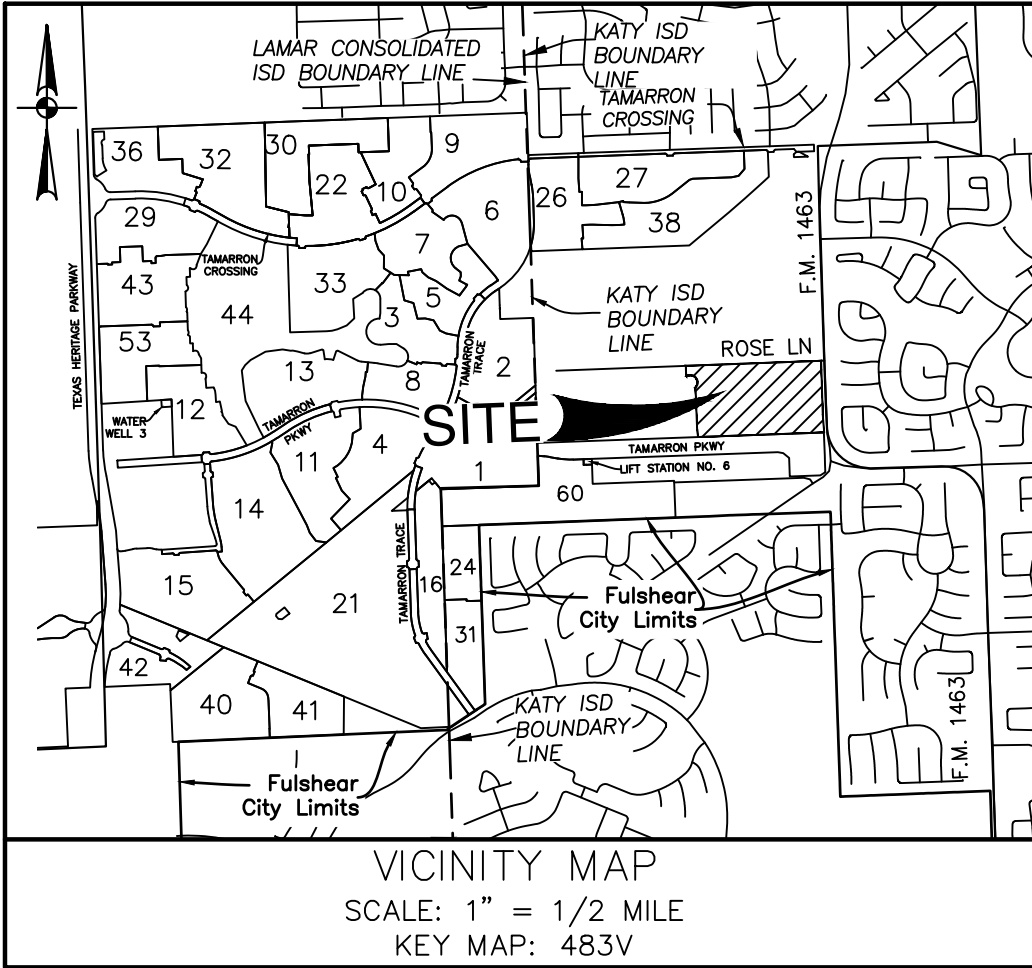 LAMAR CONSOLIDATED
ISD BOUNDARY LINE
KATY ISD
BOUNDARY
LINE
TAMARRON
CROSSING
36
32
30
22
10
9
6
26
27
38
29
7
F.M. 1463
TAMARRON
CROSSING
43
44
33
5
3
KATY ISD
BOUNDARY
LINE
TEXAS HERITAGE PARKWAY
53
13
8
TAMARRON
TRACE
2
ROSE LN
12
WATER
WELL 3
TAMARRON
PKWY
SITE
11
4
1
TAMARRON PKWY
LIFT STATION NO. 6
60
14
15
21
TAMARRON TRACE
16
24
31
Fulshear
City Limits
42
40
41
KATY ISD
BOUNDARY
LINE
F.M. 1463
Fulshear
City Limits
VICINITY MAP
SCALE: 1" = 1/2 MILE
KEY MAP: 483V